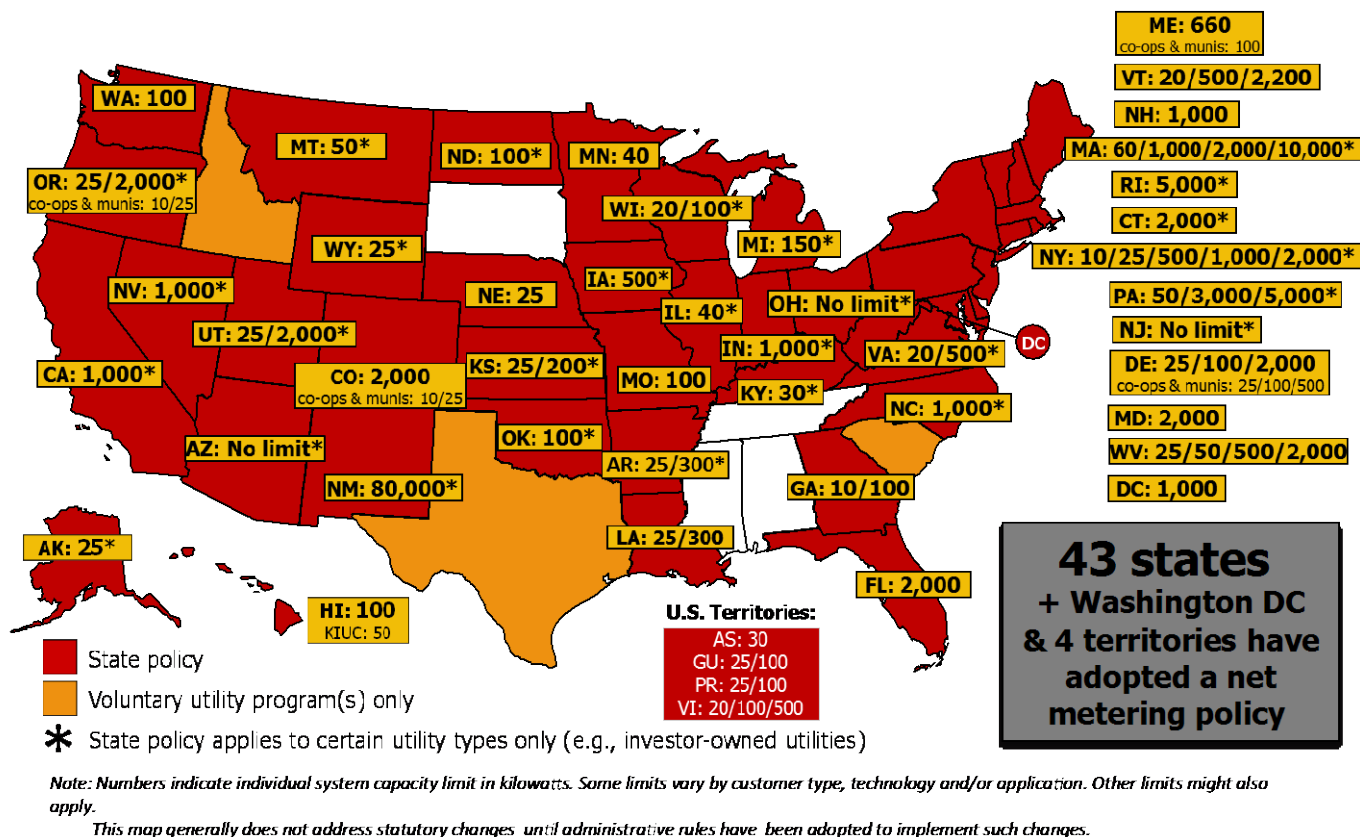 WA: 100
MT: 50*
ND: 100*
MN: 40
OR: 25/2,000*
co-ops & munis: 10/25
WI: 20/100*
MI: 150*
WY: 25*
IA: 500*
NV: 1,000*
NE: 25
IL: 40*
OH: No limit*
UT: 25/2,000*
IN: 1,000*
VA: 20/500*
DC
CA: 1,000*
CO: 2,000
co-ops & munis: 10/25
KS: 25/200*
MO: 100
KY: 30*
NC: 1,000*
AZ: No limit*
OK: 100*
AR: 25/300*
NM: 80,000*
GA: 10/100
LA: 25/300
AK: 25*
FL: 2,000
HI: 100
KIUC: 50
ME: 660
co-ops & munis: 100
VT: 20/500/2,200
NH: 1,000
MA: 60/1,000/2,000/10,000*
RI: 5,000*
CT: 2,000*
NY: 10/25/500/1,000/2,000*
PA: 50/3,000/5,000*
NJ: No limit*
DE: 25/100/2,000
co-ops & munis: 25/100/500
MD: 2,000
WV: 25/50/500/2,000
DC: 1,000
U.S. Territories:
AS: 30
GU: 25/100
PR: 25/100
VI: 20/100/500
43 states
+ Washington DC
& 4 territories have
adopted a net
metering policy
State policy
Voluntary utility program(s) only
* State policy applies to certain utility types only (e.g., investor-owned utilities)
Note: Numbers indicate individual system capacity limit in kilowatts. Some limits vary by customer type, technology and/or application. Other limits might also
apply.
This map generally does not address statutory changes until administrative rules have been adopted to implement such changes.